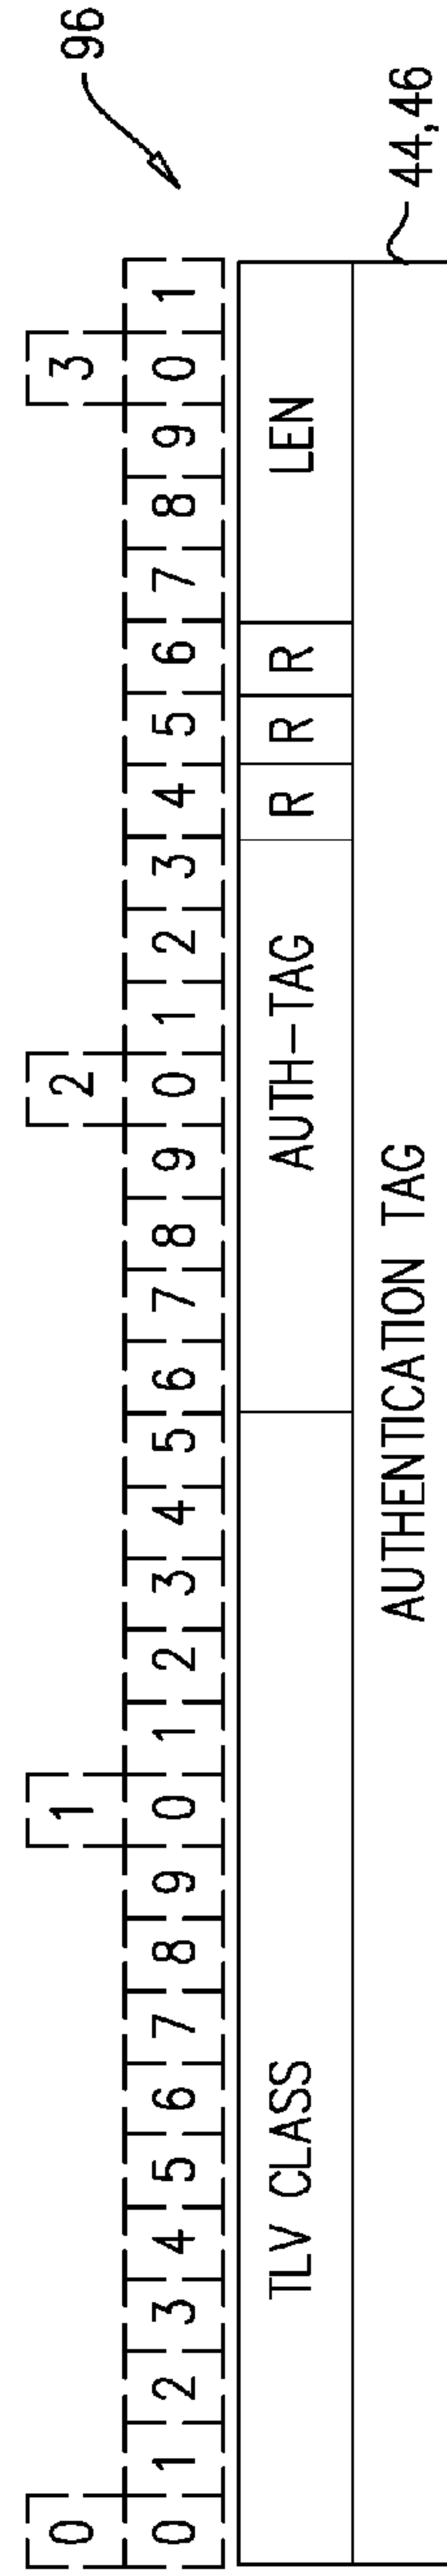 96
0 1 2 3
0 1 2 3 4 5 6 7 8 9 0 1 2 3 4 5 6 7 8 9 0 1 2 3 4 5 6 7 8 9 0 1
TLV CLASS AUTH-TAG R R R LEN
AUTHENTICATION TAG 44,46